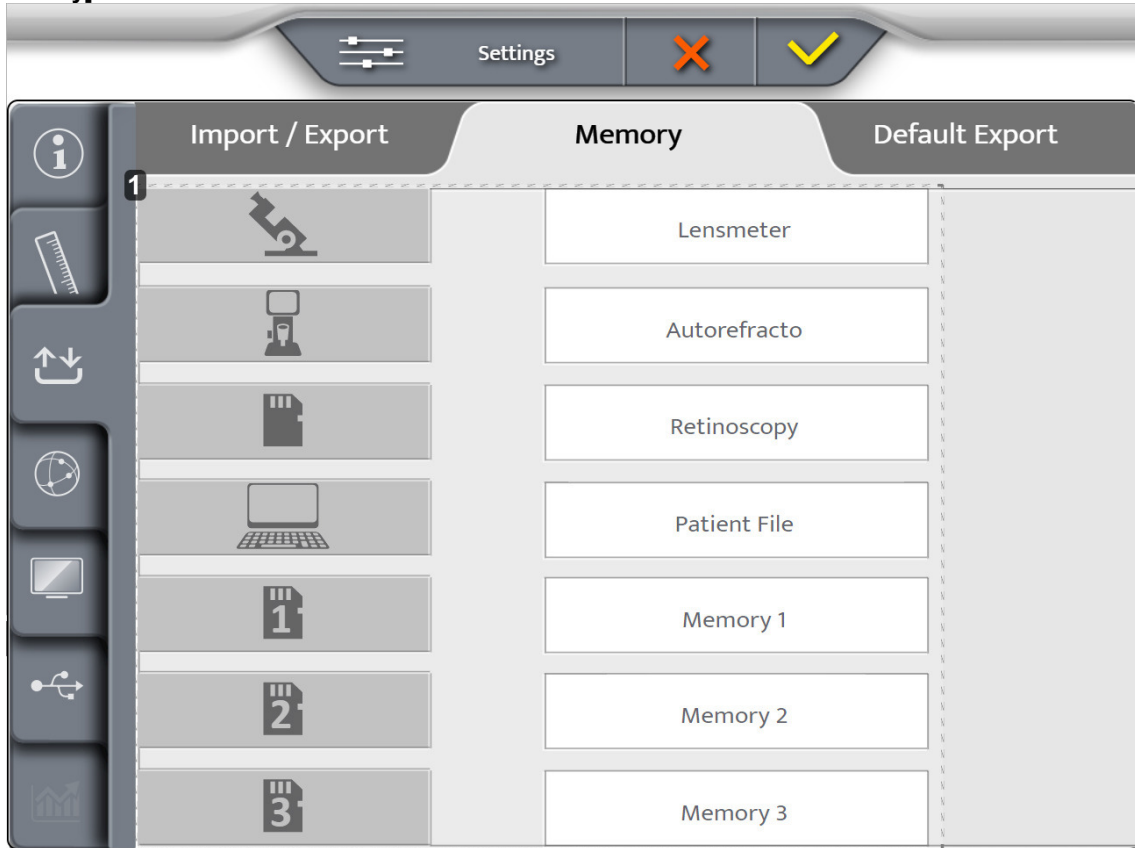 Settings
Import / Export
Memory
Default Export
1
Lensmeter
Autorefracto
Retinoscopy
Patient File
1
Memory 1
2
Memory 2
3
Memory 3